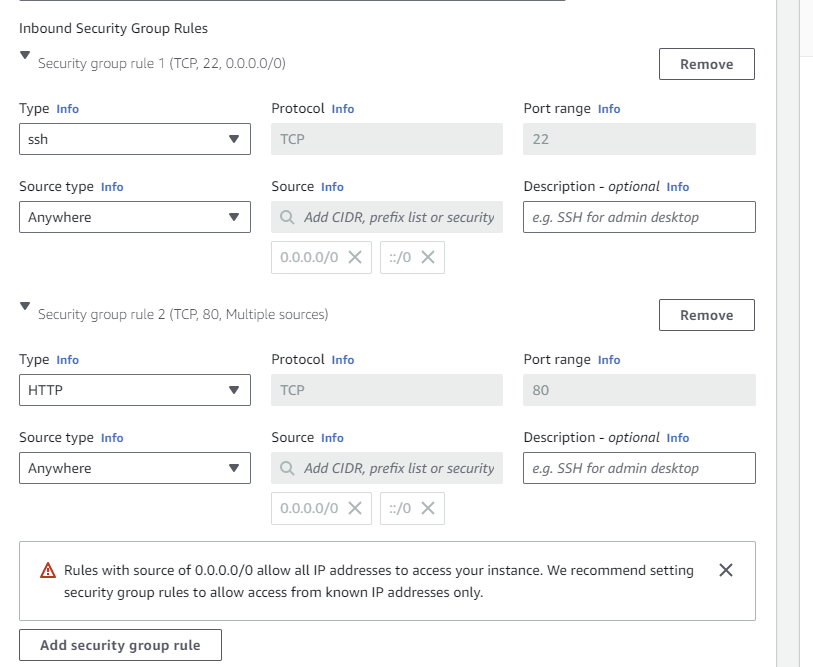 Inbound Security Group Rules
Security group rule 1 (TCP, 22, 0.0.0.0/0)
Remove
Type Info
Protocol Info
Port range Info
ssh
TCP
22
Source type Info
Source Info
Description - optional Info
Anywhere
Add CIDR, prefix list or security
e.g. SSH for admin desktop
0.0.0.0/0
::/0
Security group rule 2 (TCP, 80, Multiple sources)
Remove
Type Info
Protocol Info
Port range Info
HTTP
TCP
80
Source type Info
Source Info
Description - optional Info
Anywhere
Add CIDR, prefix list or security
e.g. SSH for admin desktop
0.0.0.0/0
::/0
Rules with source of 0.0.0.0/0 allow all IP addresses to access your instance. We recommend setting
security group rules to allow access from known IP addresses only.
Add security group rule